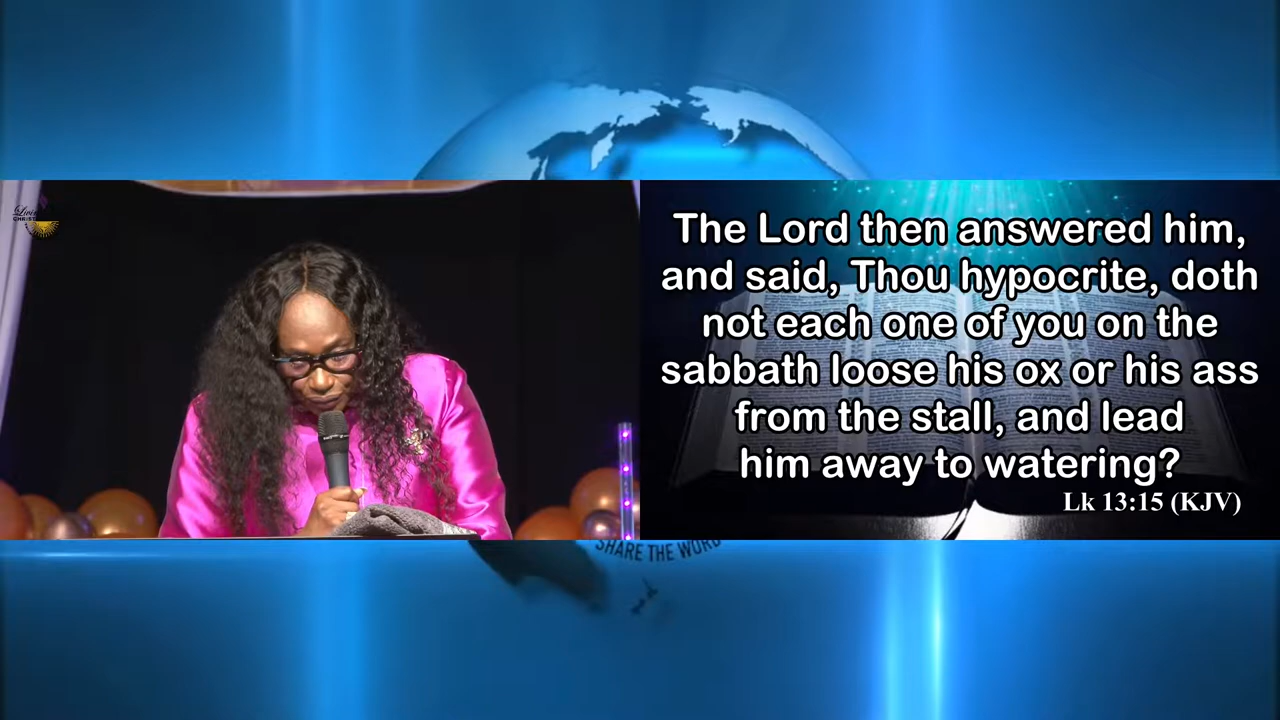 The Lord then answered him,
and said, Thou hypocrite, doth
not each one of you on the
sabbath loose his ox or his ass
from the stall, and lead
him away to watering?
Lk 13:15 (KJV)
SHARE THE WORD